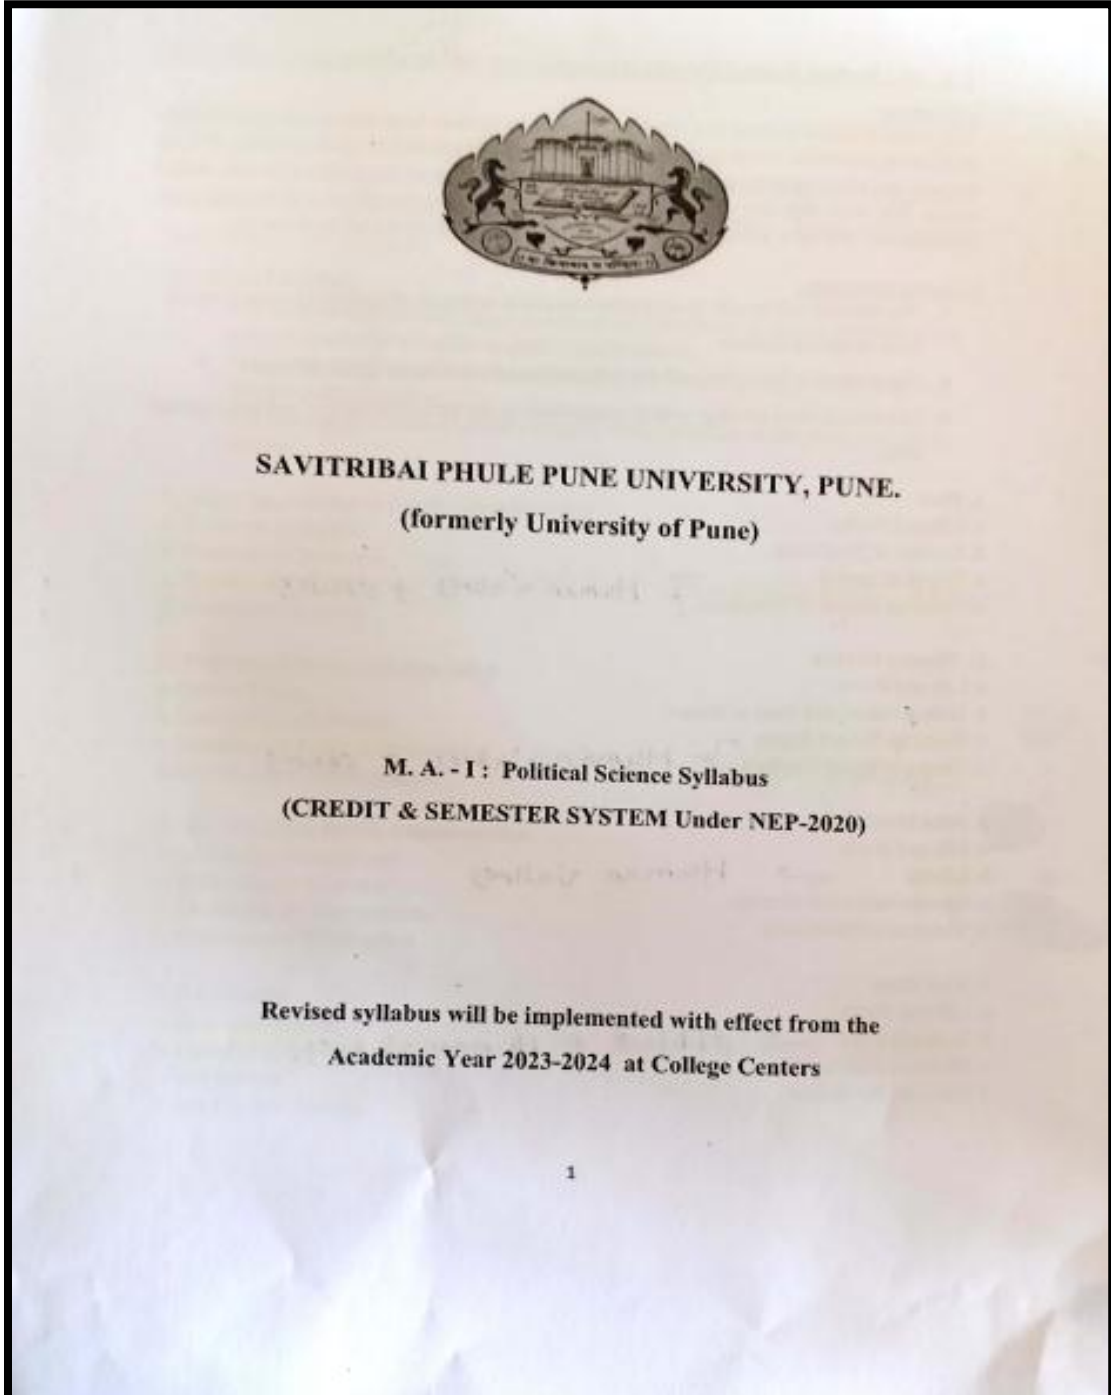 SAVITRIBAI PHULE PUNE UNIVERSITY, PUNE.
(formerly University of Pune)
M. A. - I : Political Science Syllabus
(CREDIT & SEMESTER SYSTEM Under NEP-2020)
Revised syllabus will be implemented with effect from the
Academic Year 2023-2024 at College Centers
1